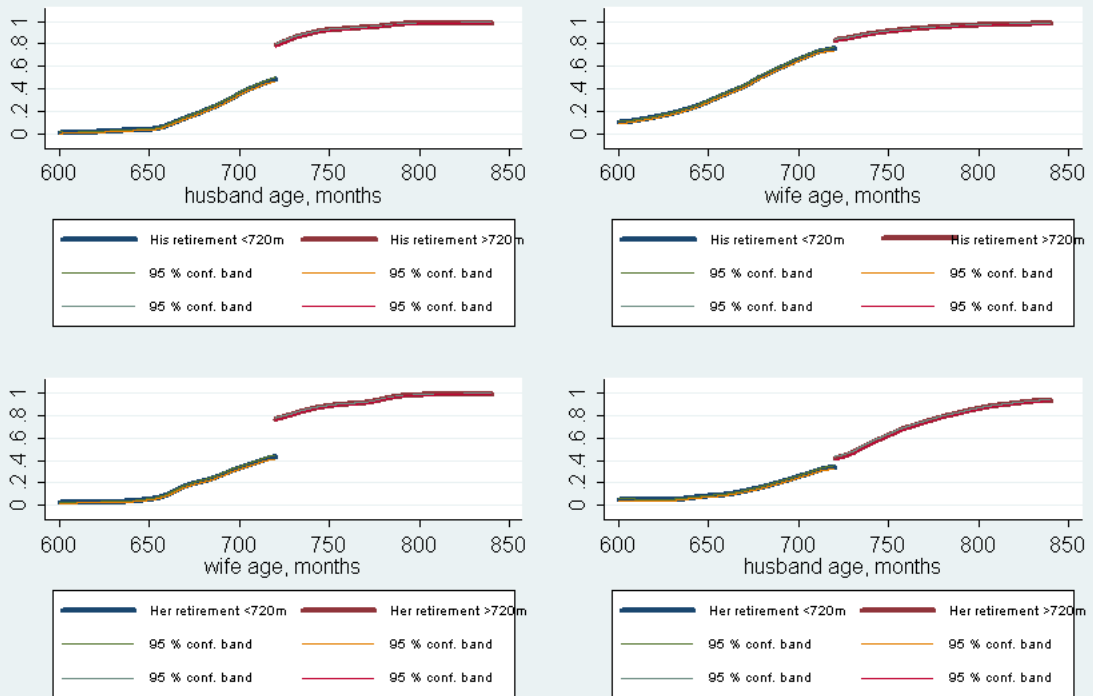 0 .2 .4 .6 .8 1
600 650 700 750 800 850
husband age, months
His retirement <720m His retirement >720m
95 % conf. band 95 % conf. band
95 % conf. band 95 % conf. band
0 .2 .4 .6 .8 1
600 650 700 750 800 850
wife age, months
His retirement <720m His retirement >720m
95 % conf. band 95 % conf. band
95 % conf. band 95 % conf. band
0 .2 .4 .6 .8 1
600 650 700 750 800 850
wife age, months
Her retirement <720m Her retirement >720m
95 % conf. band 95 % conf. band
95 % conf. band 95 % conf. band
0 .2 .4 .6 .8 1
600 650 700 750 800 850
husband age, months
Her retirement <720m Her retirement >720m
95 % conf. band 95 % conf. band
95 % conf. band 95 % conf. band